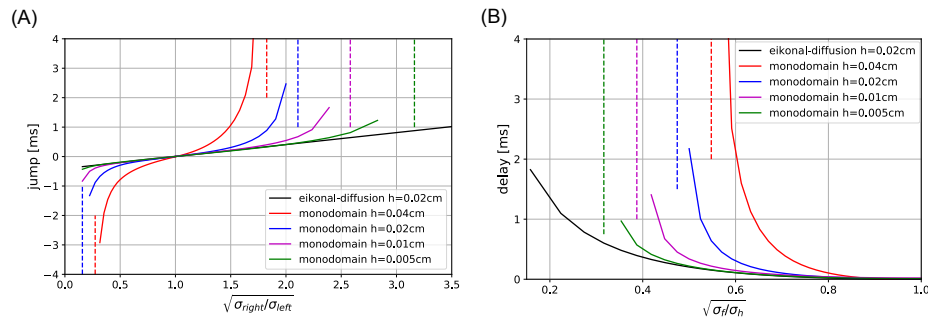 (A)
4
3
2
1
0
−1
−2
−3
−4
jump [ms]
0.0 0.5 1.0 1.5 2.0 2.5 3.0 3.5
√σright/σleft
eikonal-diffusion h=0.02cm
monodomain h=0.04cm
monodomain h=0.02cm
monodomain h=0.01cm
monodomain h=0.005cm
(B)
4
3
2
1
0
delay [ms]
0.2 0.4 0.6 0.8 1.0
√σf/σh
eikonal-diffusion h=0.02cm
monodomain h=0.04cm
monodomain h=0.02cm
monodomain h=0.01cm
monodomain h=0.005cm